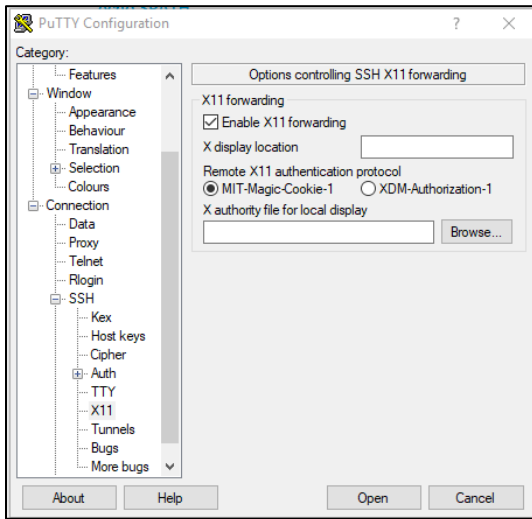 PuTTY Configuration
?
Category:
Features
Window
Appearance
Behaviour
Translation
Selection
Colours
Connection
Data
Proxy
Telnet
Rlogin
SSH
Kex
Host keys
Cipher
Auth
TTY
X11
Tunnels
Bugs
More bugs
Options controlling SSH X11 forwarding
X11 forwarding
Enable X11 forwarding
X display location
Remote X11 authentication protocol
MIT-Magic-Cookie-1 XDM-Authorization-1
X authority file for local display
Browse...
About Help Open Cancel